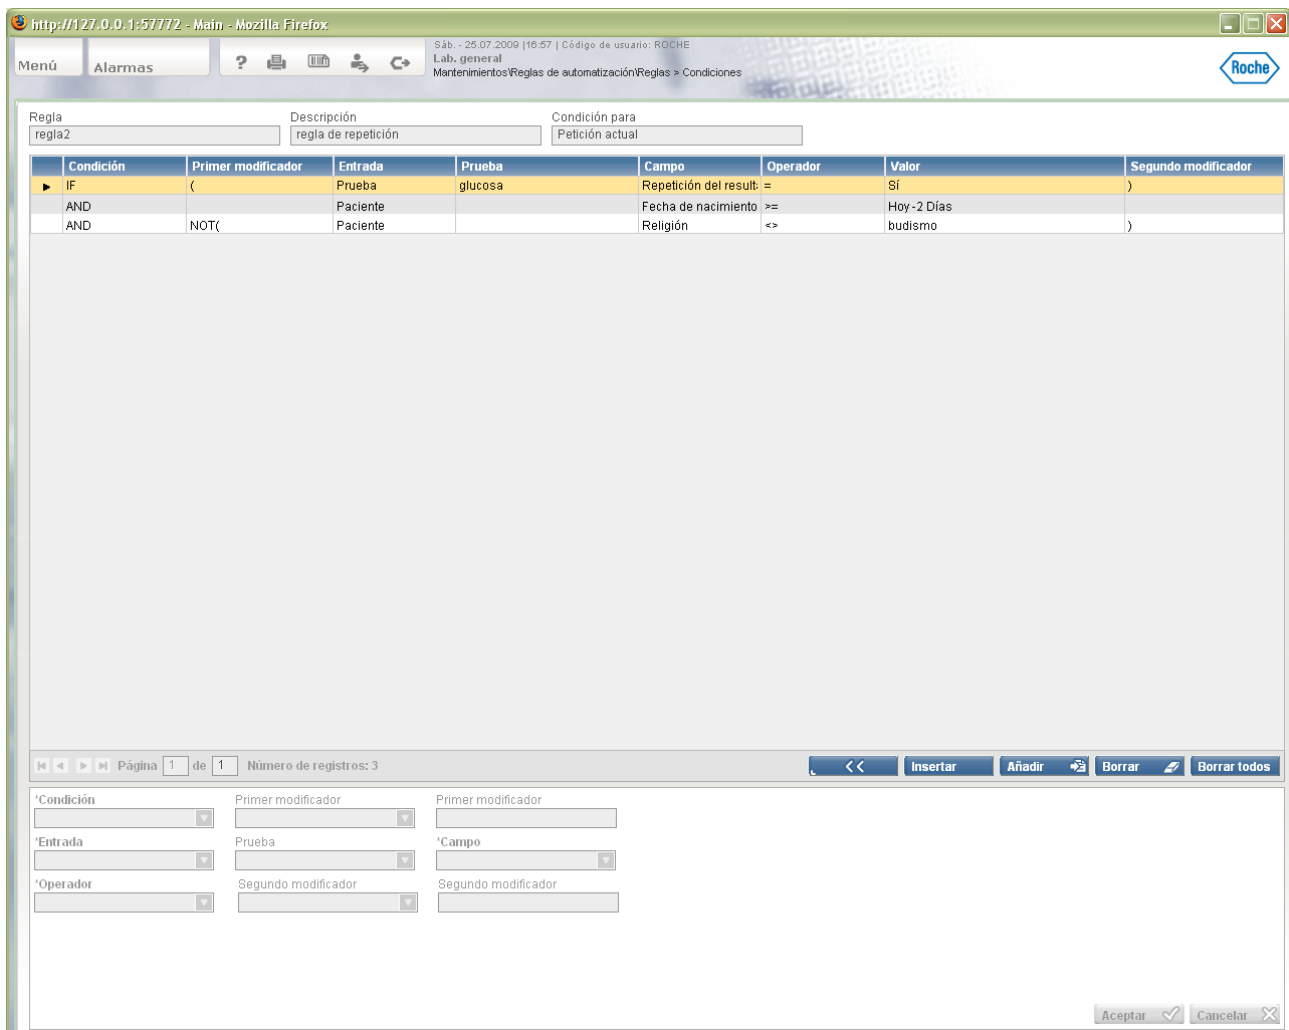 http://127.0.0.1:57772 - Main - Mozilla Firefox
Sáb. - 25.07.2009 |16:57 | Código de usuario: ROCHE
Menú Alarmas ? Lab. general
Mantenimientos\Reglas de automatización\Reglas > Condiciones
Roche
Regla Descripción Condición para
regla2 regla de repetición Petición actual
Condición Primer modificador Entrada Prueba Campo Operador Valor Segundo modificador
IF ( Prueba glucosa Repetición del result = Sí )
AND Paciente Fecha de nacimiento >= Hoy -2 Días
AND NOT( Paciente Religión <> budismo )
Página 1 de 1 Número de registros: 3 << Insertar Añadir Borrar Borrar todos
*Condición Primer modificador Primer modificador
*Entrada Prueba *Campo
*Operador Segundo modificador Segundo modificador
Aceptar Cancelar